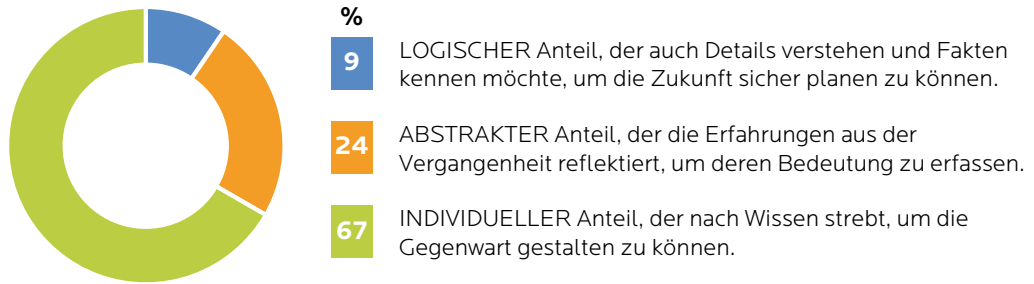 %
9
LOGISCHER Anteil, der auch Details verstehen und Fakten
kennen möchte, um die Zukunft sicher planen zu können.
24
ABSTRAKTER Anteil, der die Erfahrungen aus der
Vergangenheit reflektiert, um deren Bedeutung zu erfassen.
67
INDIVIDUELLER Anteil, der nach Wissen strebt, um die
Gegenwart gestalten zu können.